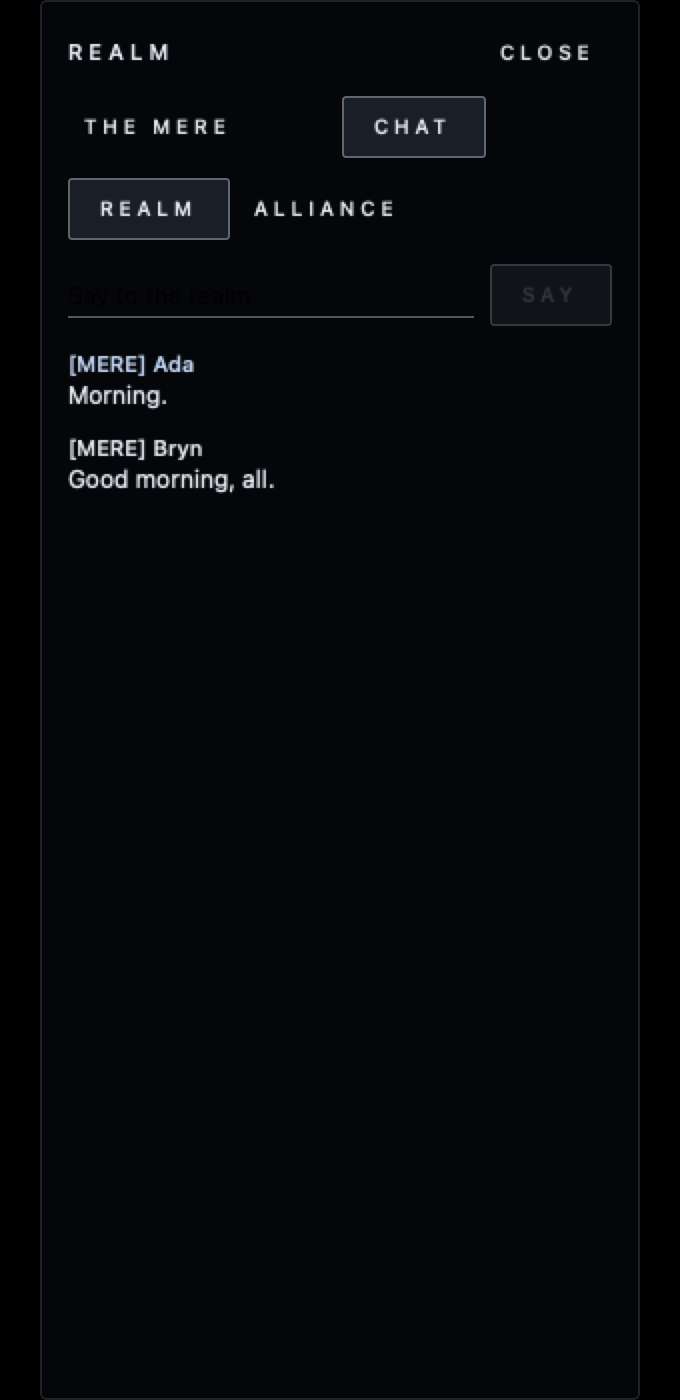 REALM
CLOSE
THE MERE
CHAT
REALM
ALLIANCE
Say to the realm
SAY
[MERE] Ada
Morning.
[MERE] Bryn
Good morning, all.